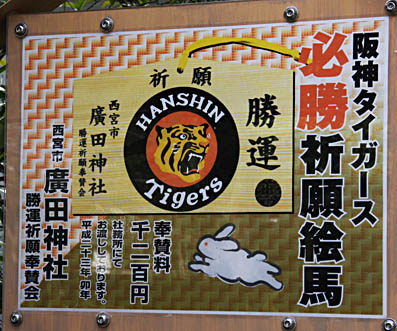 阪神タイガース
必勝祈願絵馬
祈願
勝運
HANSHIN
Tigers
西宮市
廣田神社
勝運祈願奉賛会
奉賛料
千二百円
社務所にて
お渡ししております。
平成二十三年 卯年
西宮市 廣田神社
勝運祈願奉賛会